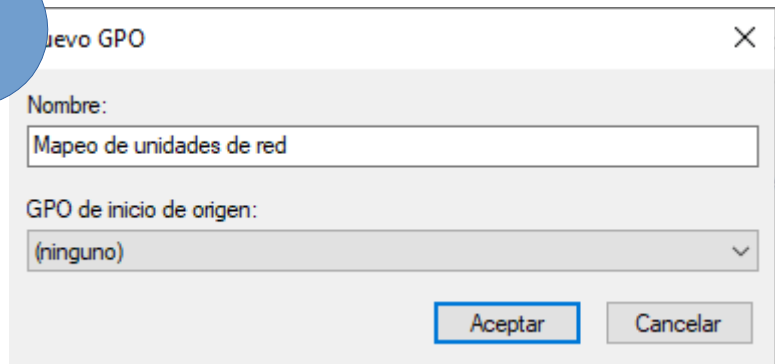 uevo GPO
Nombre:
Mapeo de unidades de red
GPO de inicio de origen:
(ninguno)
Aceptar
Cancelar